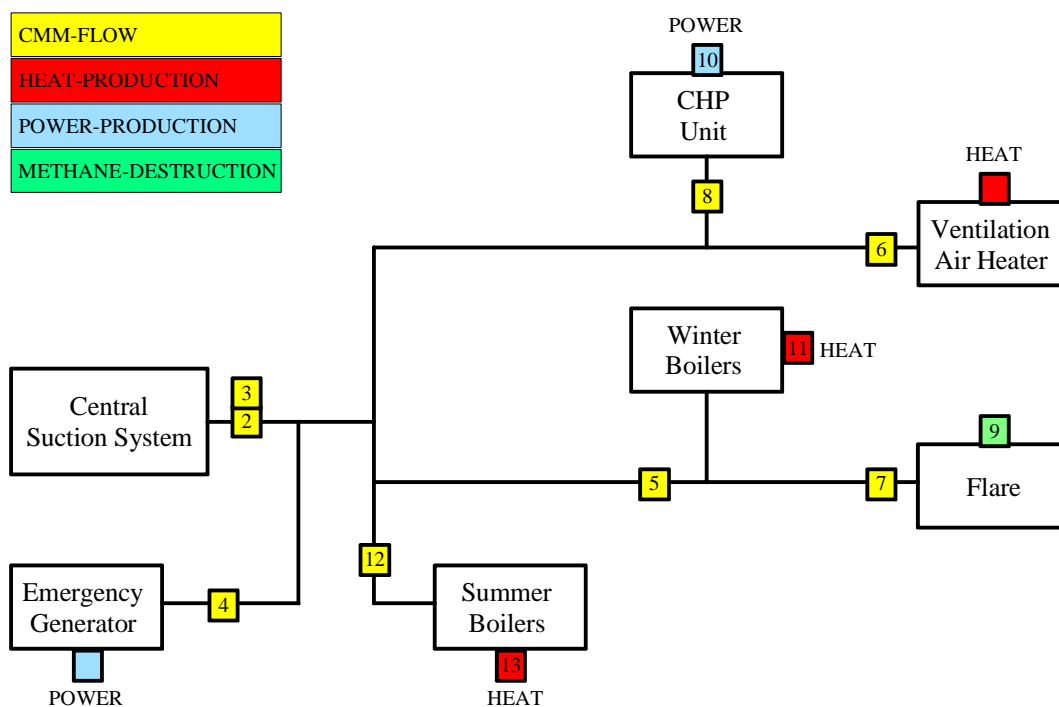 CMM-FLOW
HEAT-PRODUCTION
POWER-PRODUCTION
METHANE-DESTRUCTION
POWER
10
CHP
Unit
8
HEAT
Ventilation
Air Heater
6
Winter
Boilers
11
HEAT
3
2
Central
Suction System
9
Flare
5
7
12
Emergency
Generator
4
POWER
Summer
Boilers
13
HEAT